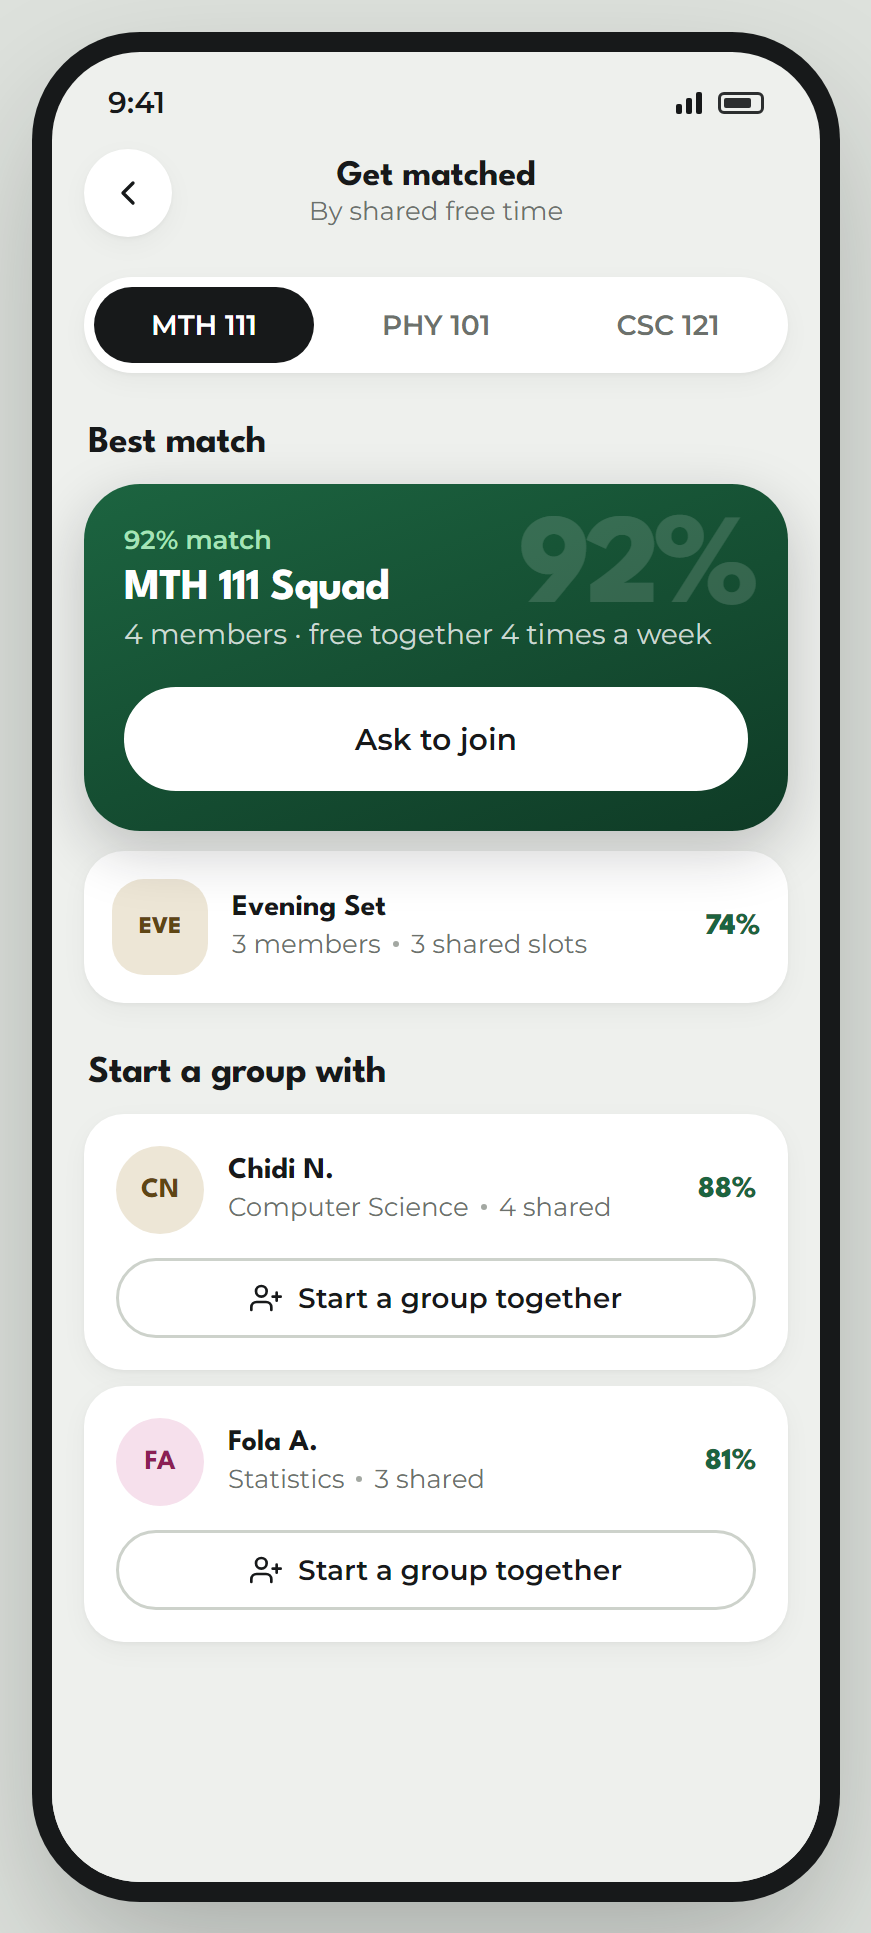 9:41
Get matched
By shared free time
MTH 111
PHY 101
CSC 121
Best match
92% match
92%
MTH 111 Squad
4 members · free together 4 times a week
Ask to join
EVE
Evening Set
3 members • 3 shared slots
74%
Start a group with
CN
Chidi N.
Computer Science • 4 shared
88%
Start a group together
FA
Fola A.
Statistics • 3 shared
81%
Start a group together